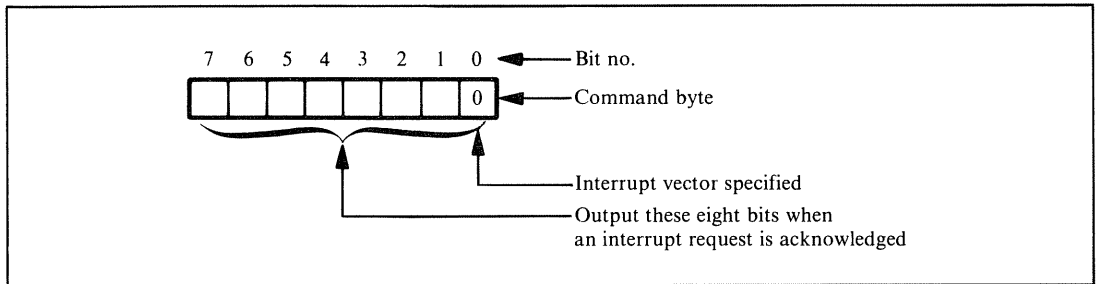 7 6 5 4 3 2 1 0 Bit no.
0 Command byte
Interrupt vector specified
Output these eight bits when
an interrupt request is acknowledged